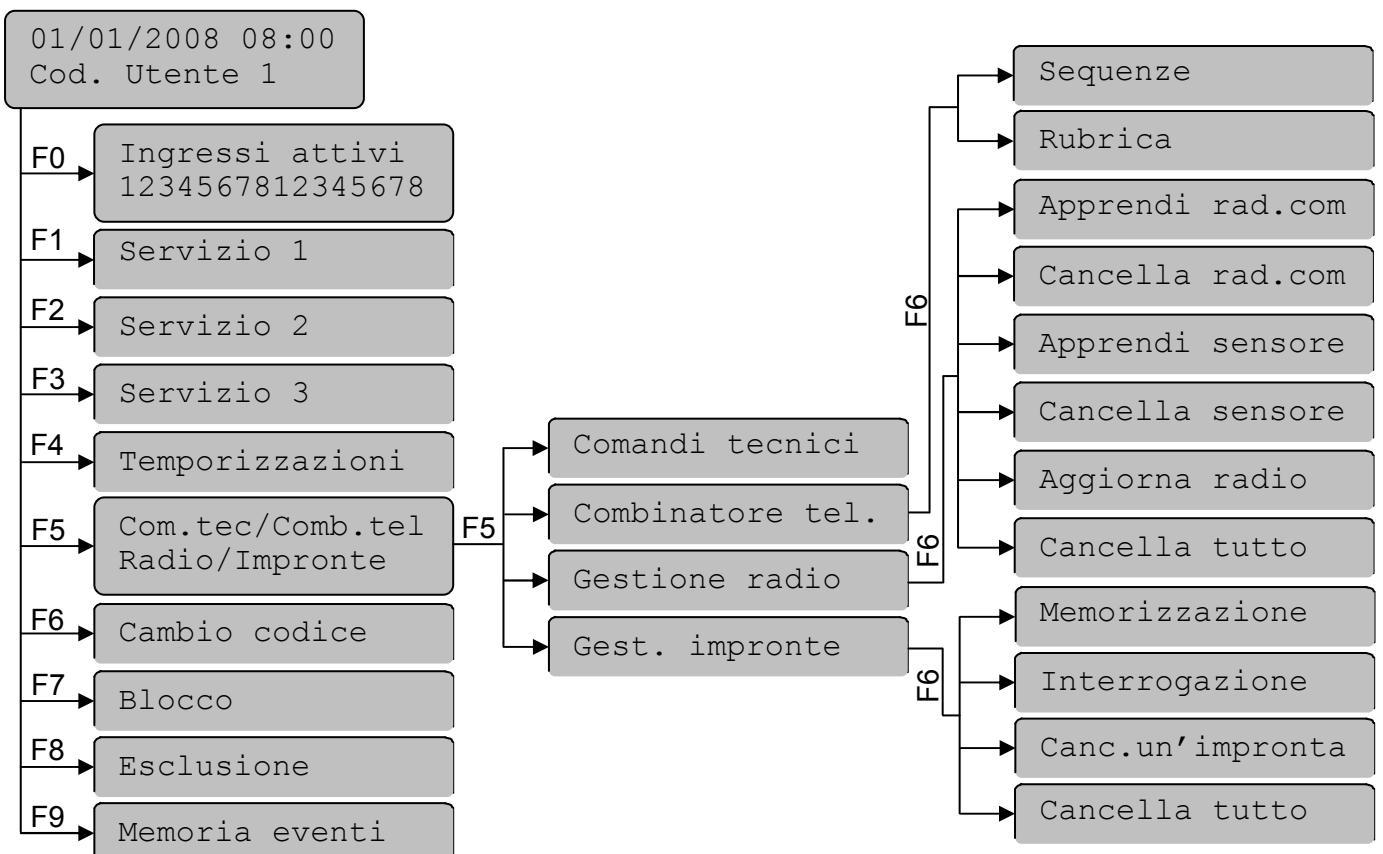 01/01/2008 08:00
Cod. Utente 1
F0
Ingressi attivi
1234567812345678
F1
Servizio 1
F2
Servizio 2
F3
Servizio 3
F4
Temporizzazioni
F5
Com.tec/Comb.tel
Radio/Impronte
F6
Cambio codice
F7
Blocco
F8
Esclusione
F9
Memoria eventi
F5
Comandi tecnici
Combinatore tel.
Gestione radio
Gest. impronte
F6
Sequenze
Rubrica
F6
Apprendi rad.com
Cancella rad.com
Apprendi sensore
Cancella sensore
Aggiorna radio
Cancella tutto
F6
Memorizzazione
Interrogazione
Canc.un'impronta
Cancella tutto